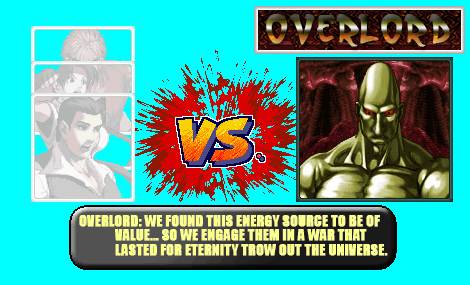 OVERLORD
VS.
OVERLORD: WE FOUND THIS ENERGY SOURCE TO BE OF
VALUE... SO WE ENGAGE THEM IN A WAR THAT
LASTED FOR ETERNITY TROW OUT THE UNIVERSE.